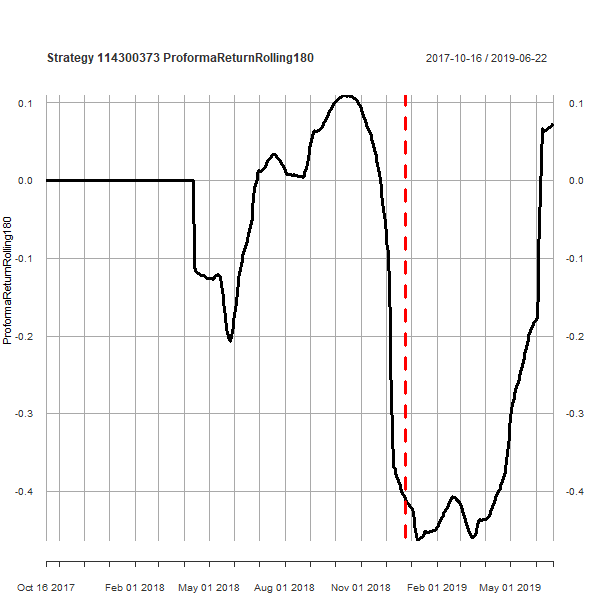 Strategy 114300373 ProformaReturnRolling180
2017-10-16 / 2019-06-22
ProformaReturnRolling180
0.1
0.0
-0.1
-0.2
-0.3
-0.4
0.1
0.0
-0.1
-0.2
-0.3
-0.4
Oct 16 2017
Feb 01 2018
May 01 2018
Aug 01 2018
Nov 01 2018
Feb 01 2019
May 01 2019